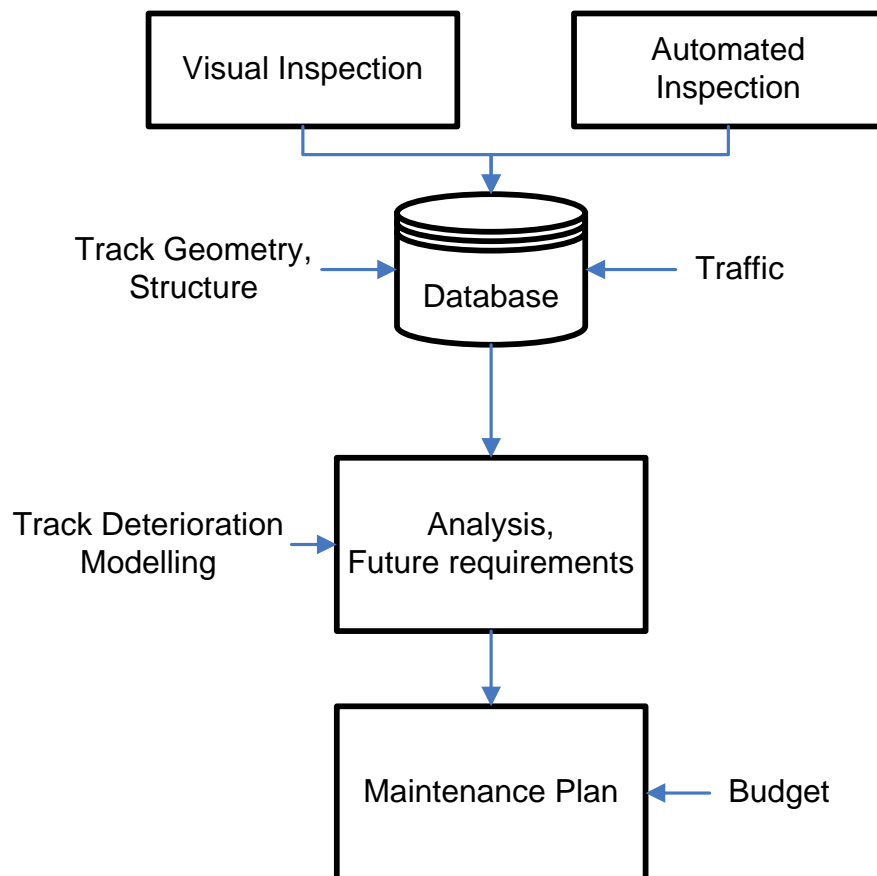 Visual Inspection
Automated
Inspection
Track Geometry,
Structure
Database
Traffic
Track Deterioration
Modelling
Analysis,
Future requirements
Maintenance Plan
Budget